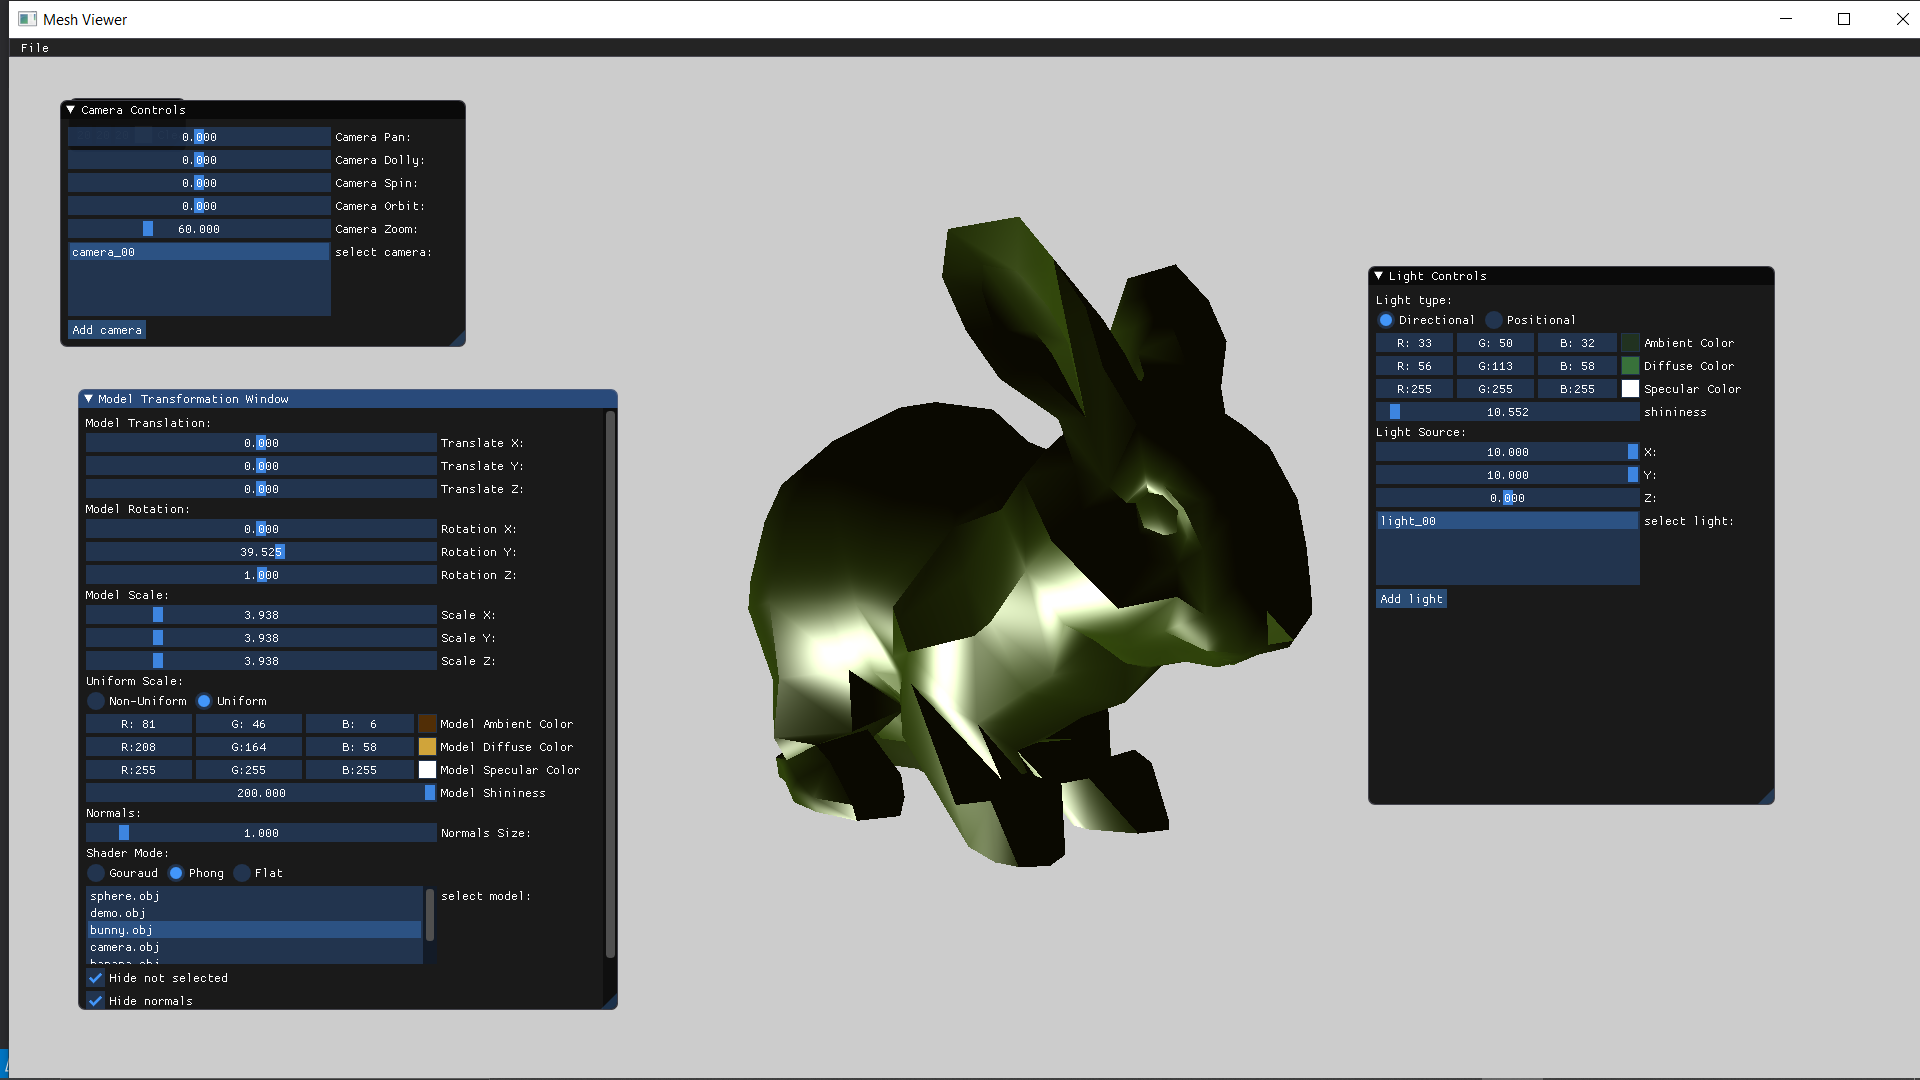 Mesh Viewer
File
Camera Controls
0.000 Camera Pan:
0.000 Camera Dolly:
0.000 Camera Spin:
0.000 Camera Orbit:
60.000 Camera Zoom:
camera_00 select camera:
Add camera
Model Transformation Window
Model Translation:
0.000 Translate X:
0.000 Translate Y:
0.000 Translate Z:
Model Rotation:
0.000 Rotation X:
39.525 Rotation Y:
1.000 Rotation Z:
Model Scale:
3.938 Scale X:
3.938 Scale Y:
3.938 Scale Z:
Uniform Scale:
Non-Uniform Uniform
R: 81 G: 46 B: 6 Model Ambient Color
R:208 G:164 B: 58 Model Diffuse Color
R:255 G:255 B:255 Model Specular Color
200.000 Model Shininess
Normals:
1.000 Normals Size:
Shader Mode:
Gouraud Phong Flat
sphere.obj select model:
demo.obj
bunny.obj
camera.obj
banana.obj
Hide not selected
Hide normals
Light Controls
Light type:
Directional Positional
R: 33 G: 50 B: 32 Ambient Color
R: 56 G:113 B: 58 Diffuse Color
R:255 G:255 B:255 Specular Color
10.552 shininess
Light Source:
10.000 X:
10.000 Y:
0.000 Z:
light_00 select light:
Add light